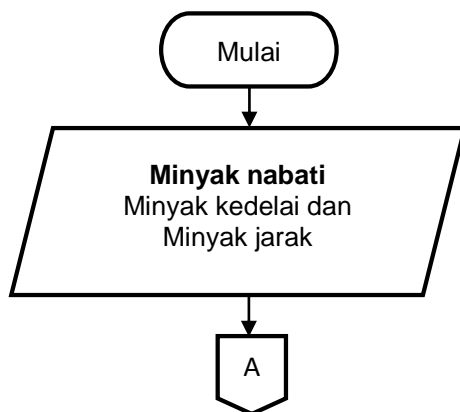 Mulai
Minyak nabati
Minyak kedelai dan
Minyak jarak
A